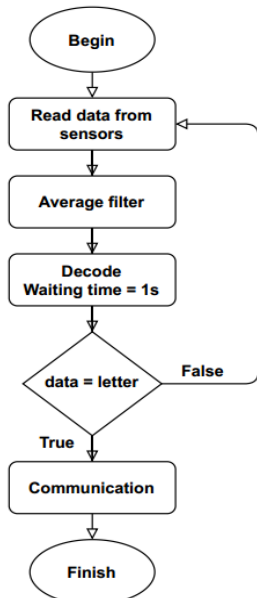 Begin
Read data from
sensors
Average filter
Decode
Waiting time = 1s
data = letter
False
True
Communication
Finish